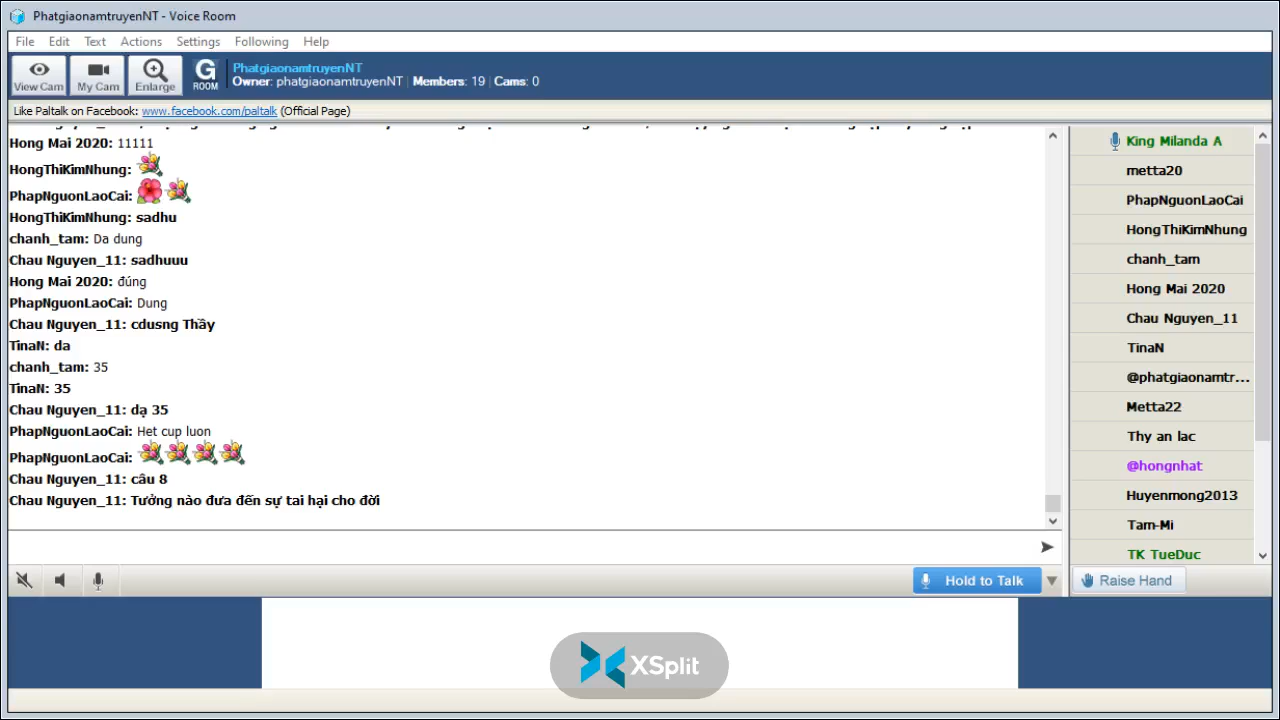 PhatgiaonamtruyenNT - Voice Room
File Edit Text Actions Settings Following Help
View Cam
My Cam
Enlarge
G
ROOM
PhatgiaonamtruyenNT
Owner: phatgiaonamtruyenNT Members: 19 Cams: 0
Like Paltalk on Facebook: www.facebook.com/paltalk (Official Page)
Hong Mai 2020: 11111
HongThiKimNhung:
PhapNguonLaoCai:
HongThiKimNhung: sadhu
chanh_tam: Da dung
Chau Nguyen_11: sadhuuu
Hong Mai 2020: đúng
PhapNguonLaoCai: Dung
Chau Nguyen_11: cdusng Thầy
TinaN: da
chanh_tam: 35
TinaN: 35
Chau Nguyen_11: dạ 35
PhapNguonLaoCai: Het cup luon
PhapNguonLaoCai:
Chau Nguyen_11: câu 8
Chau Nguyen_11: Tưởng nào đưa đến sự tai hại cho đời
King Milanda A
metta20
PhapNguonLaoCai
HongThiKimNhung
chanh_tam
Hong Mai 2020
Chau Nguyen_11
TinaN
@phatgiaonamtr...
Metta22
Thy an lac
@hongnhat
Huyenmong2013
Tam-Mi
TK TueDuc
Hold to Talk
Raise Hand
XSplit